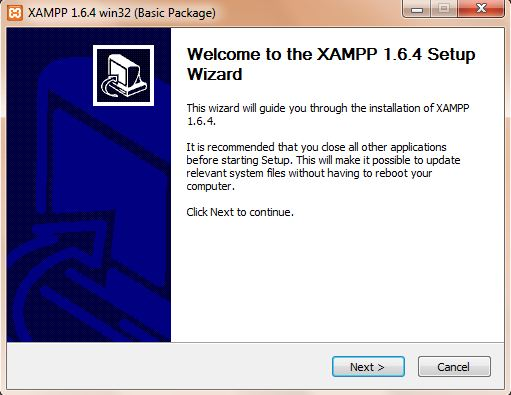 XAMPP 1.6.4 win32 (Basic Package)
Welcome to the XAMPP 1.6.4 Setup
Wizard
This wizard will guide you through the installation of XAMPP
1.6.4.
It is recommended that you close all other applications
before starting Setup. This will make it possible to update
relevant system files without having to reboot your
computer.
Click Next to continue.
Next >
Cancel